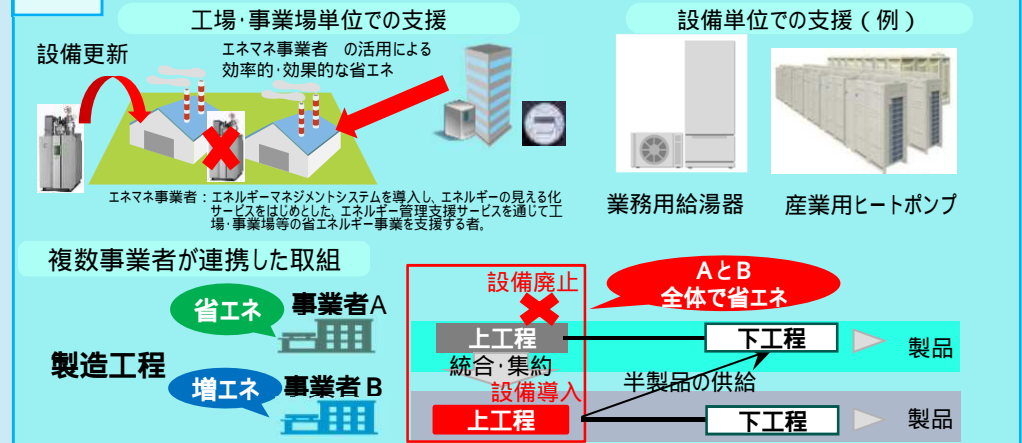 工場･事業場単位での支援
設備更新
エネマネ事業者　の活用による
効率的･効果的な省エネ
エネマネ事業者：エネルギーマネジメントシステムを導入し、エネルギーの見える化
サービスをはじめとした、エネルギー管理支援サービスを通じて工
場･事業場等の省エネルギー事業を支援する者。
設備単位での支援（例）
業務用給湯器
産業用ヒートポンプ
複数事業者が連携した取組
製造工程
省エネ
事業者A
増エネ
事業者B
設備廃止
上工程
統合･集約
設備導入
上工程
AとB
全体で省エネ
下工程
製品
半製品の供給
下工程
製品